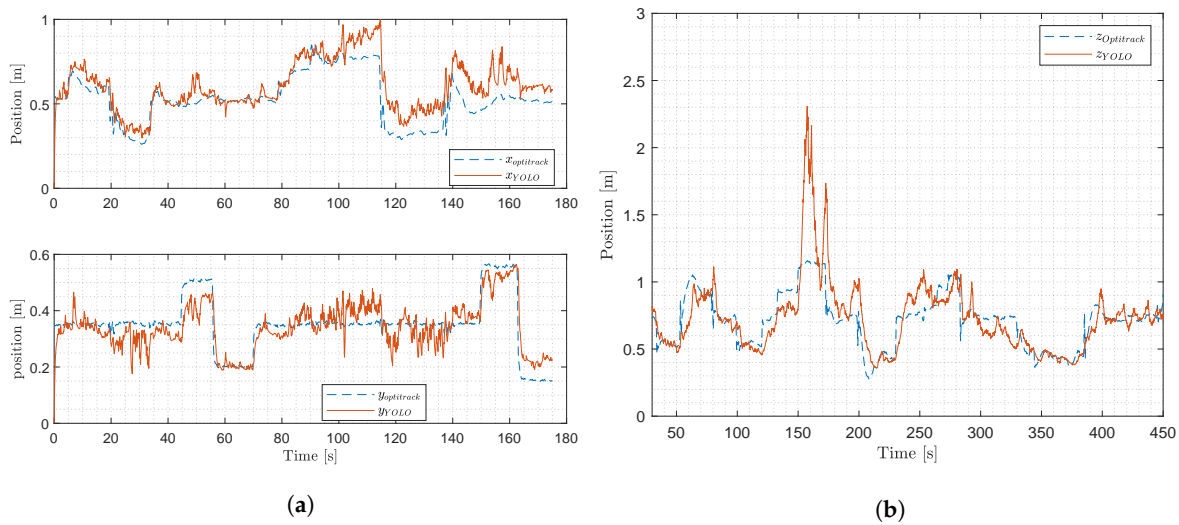 1
0.5
0
Position [m]
x_optitrack
x_YOLO
0 20 40 60 80 100 120 140 160 180
0.6
0.4
0.2
0
position [m]
y_optitrack
y_YOLO
0 20 40 60 80 100 120 140 160 180
Time [s]
(a)
3
2.5
2
1.5
1
0.5
0
Position [m]
z_Optitrack
z_YOLO
50 100 150 200 250 300 350 400 450
Time [s]
(b)